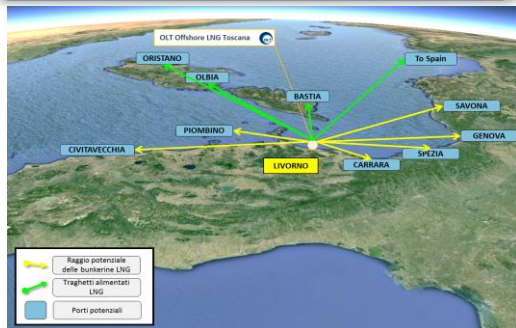 OLT Offshore LNG Toscana
OLT
ORISTANO
To Spain
OLBIA
BASTIA
SAVONA
PIOMBINO
GENOVA
CIVITAVECCHIA
SPEZIA
LIVORNO
CARRARA
Raggio potenziale
delle bunkerine LNG
Traghetti alimentati
LNG
Porti potenziali